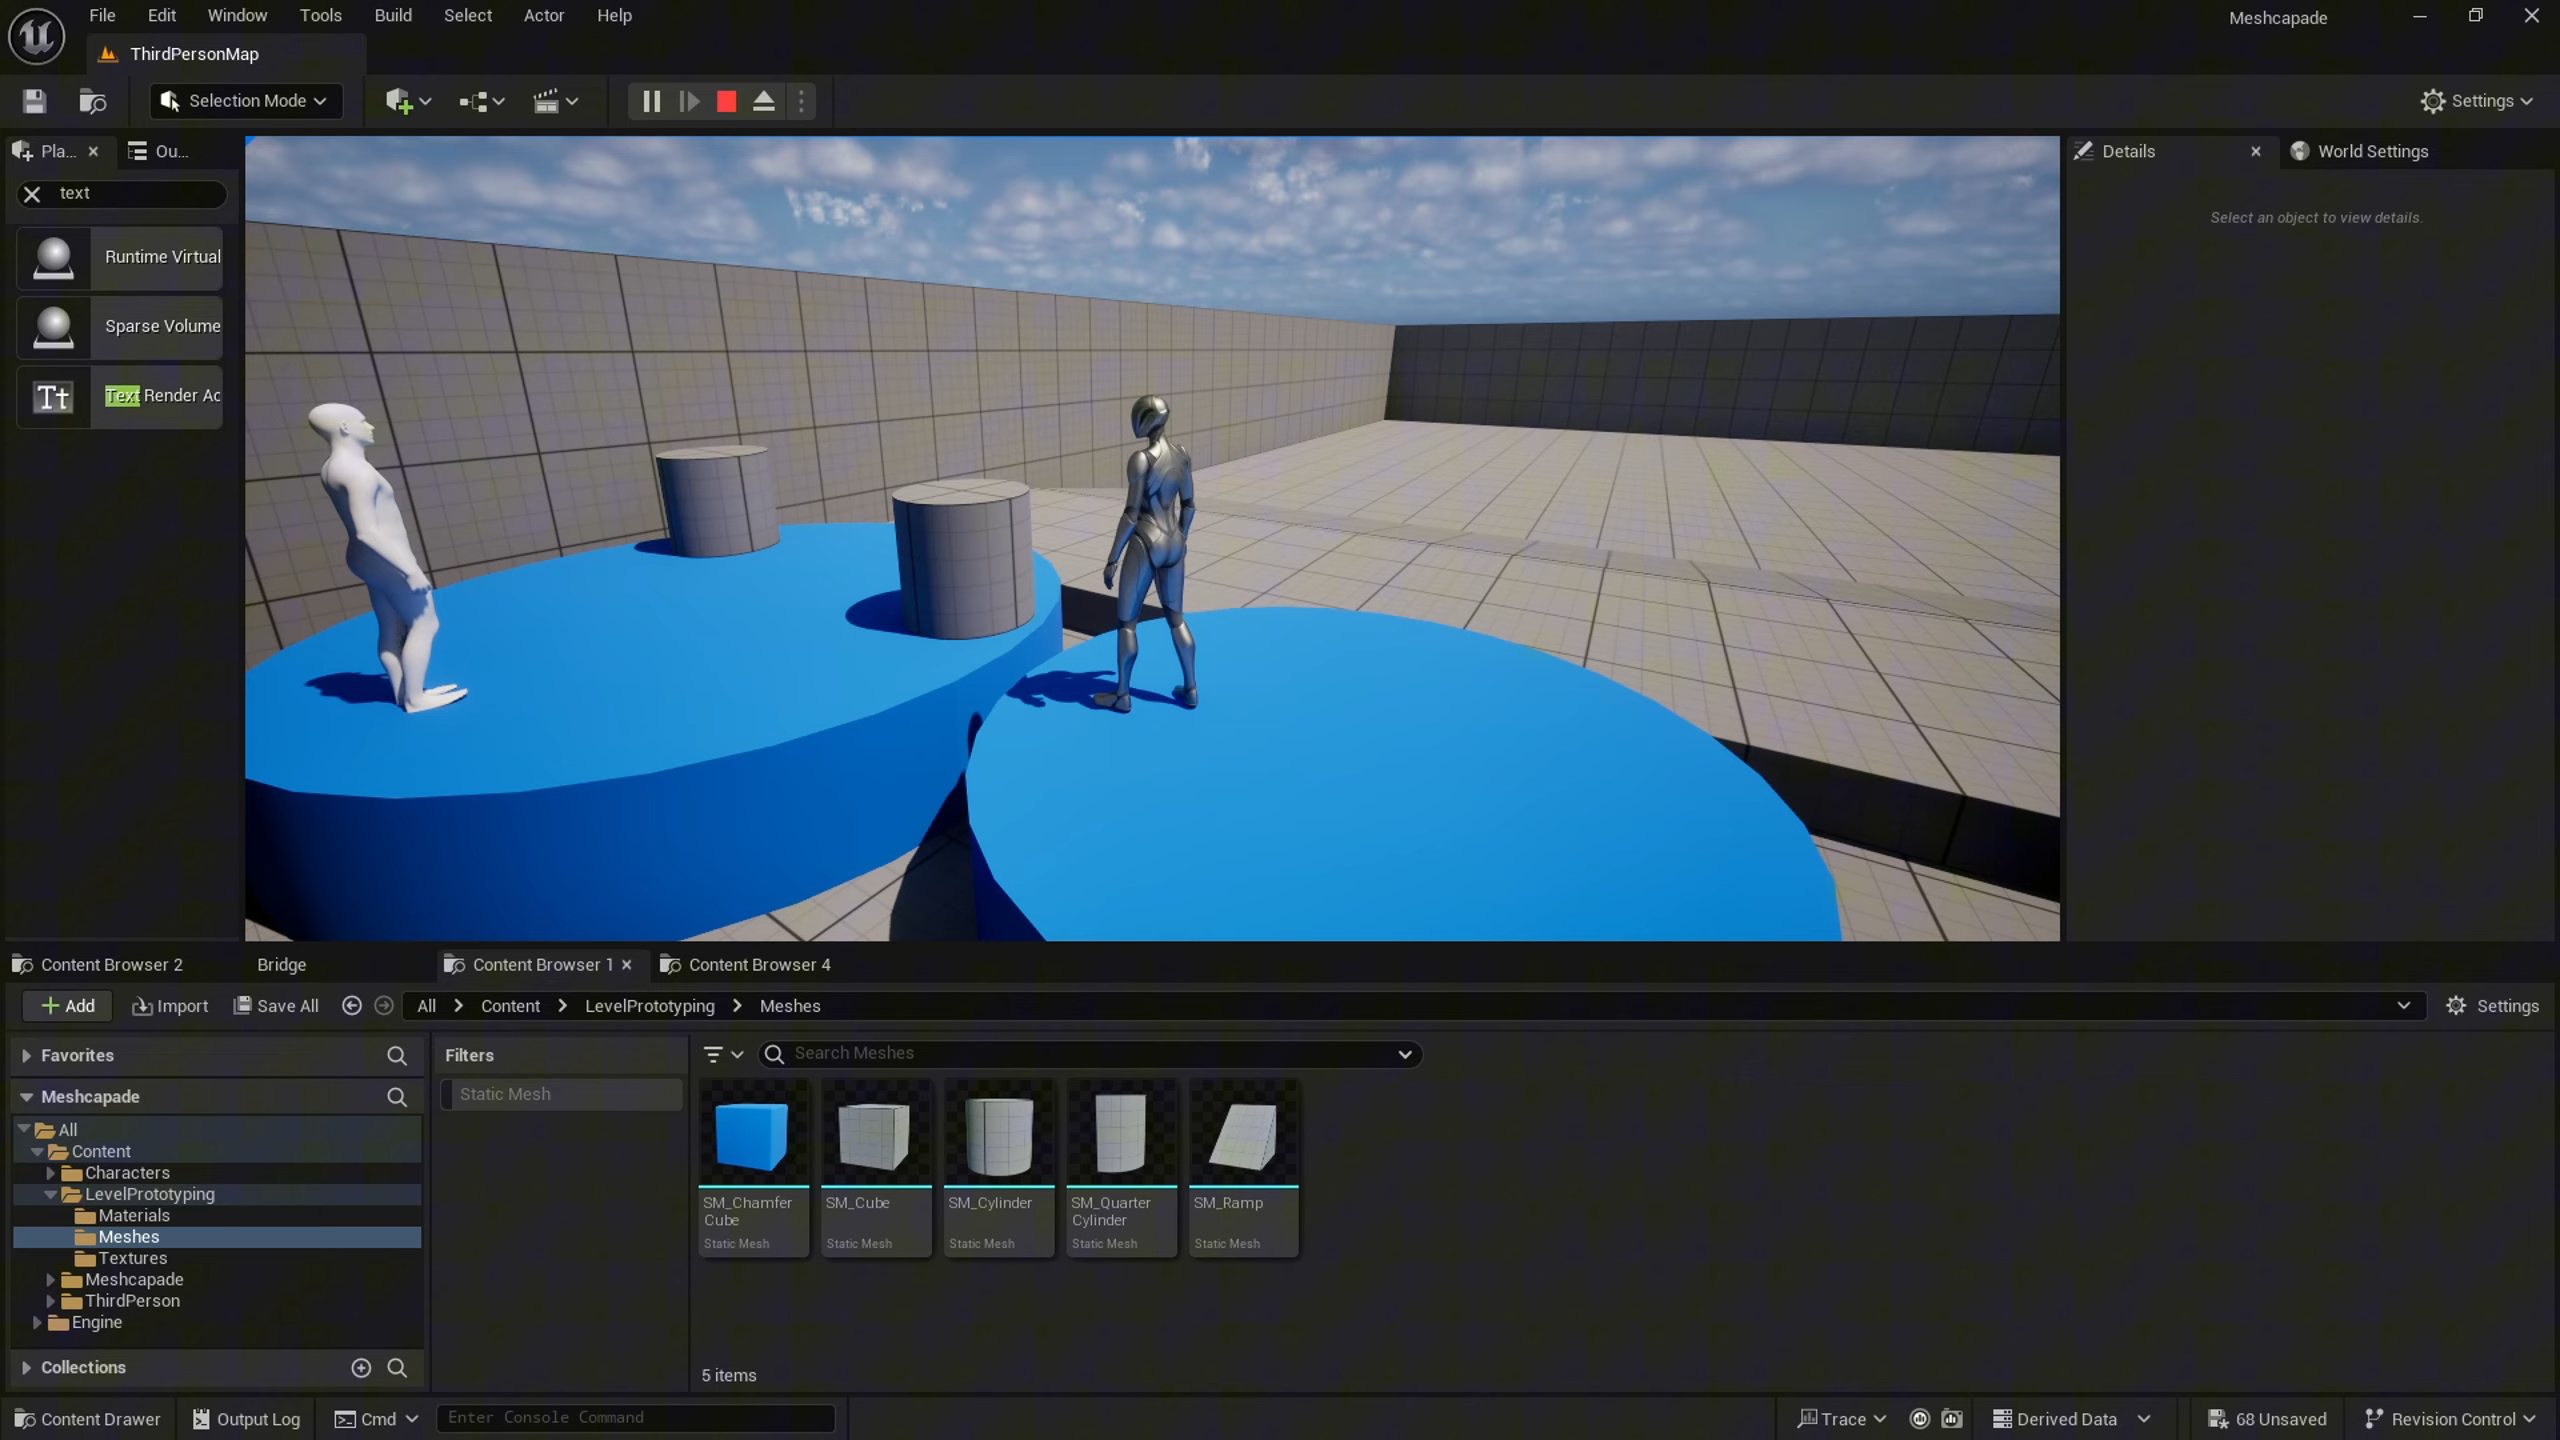 File Edit Window Tools Build Select Actor Help
Meshcapade
ThirdPersonMap
Selection Mode
Settings
Pla...
Ou...
text
Runtime Virtual
Sparse Volume
Tt
Text Render Ac
Details
World Settings
Select an object to view details.
Content Browser 2
Bridge
Content Browser 1
Content Browser 4
Add
Import
Save All
All
Content
LevelPrototyping
Meshes
Settings
Favorites
Meshcapade
All
Content
Characters
LevelPrototyping
Materials
Meshes
Textures
Meshcapade
ThirdPerson
Engine
Collections
Filters
Static Mesh
Search Meshes
SM_Chamfer
Cube
Static Mesh
SM_Cube
Static Mesh
SM_Cylinder
Static Mesh
SM_Quarter
Cylinder
Static Mesh
SM_Ramp
Static Mesh
5 items
Content Drawer
Output Log
Cmd
Enter Console Command
Trace
Derived Data
68 Unsaved
Revision Control